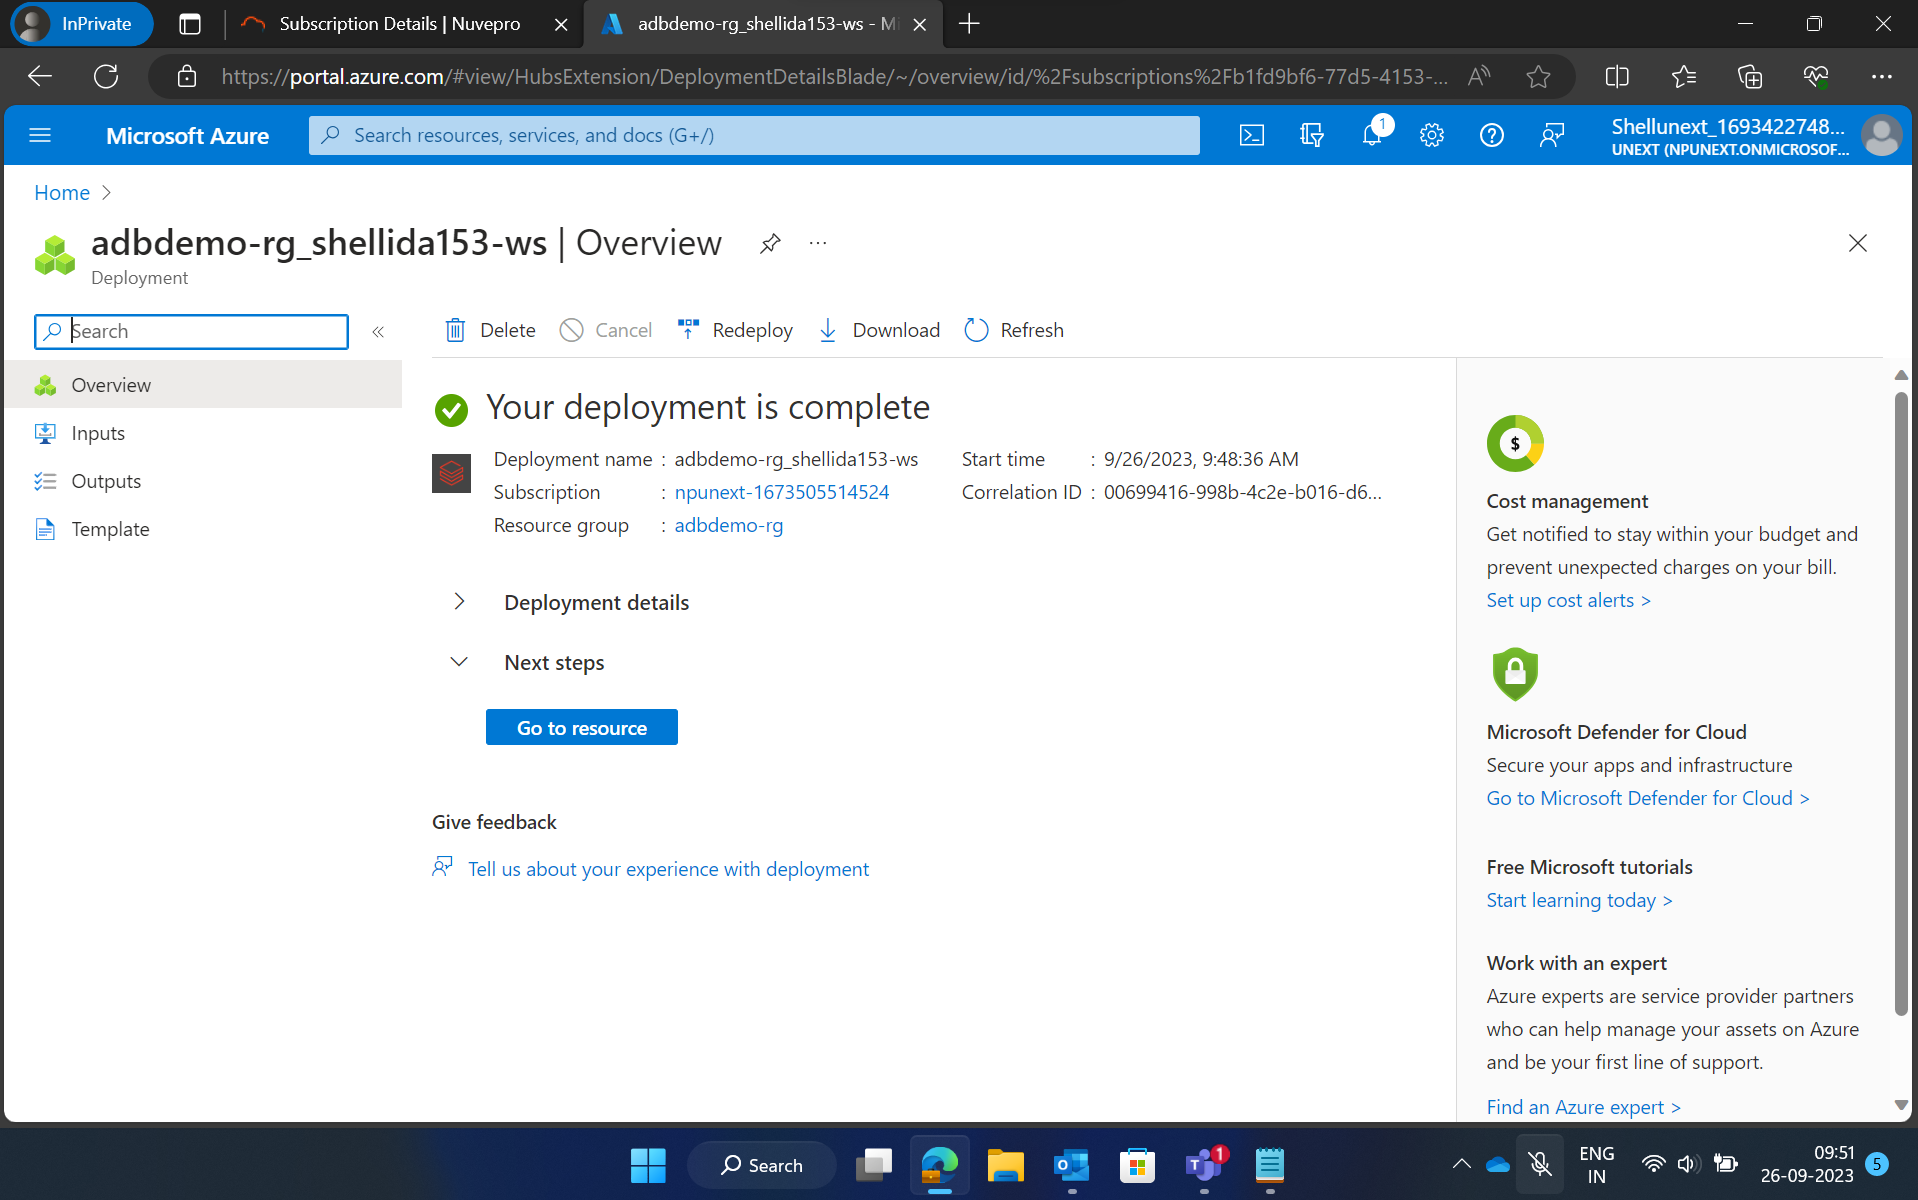 InPrivate
Subscription Details | Nuvepro
adbdemo-rg_shellida153-ws - Mi
https://portal.azure.com/#view/HubsExtension/DeploymentDetailsBlade/~/overview/id/%2Fsubscriptions%2Fb1fd9bf6-77d5-4153-...
Microsoft Azure
Search resources, services, and docs (G+/)
1
Shellunext_1693422748...
UNEXT (NPUNEXT.ONMICROSOF...
Home
adbdemo-rg_shellida153-ws | Overview
Deployment
Search
Delete
Cancel
Redeploy
Download
Refresh
Overview
Inputs
Outputs
Template
Your deployment is complete
Deployment name : adbdemo-rg_shellida153-ws
Subscription : npunext-1673505514524
Resource group : adbdemo-rg
Start time : 9/26/2023, 9:48:36 AM
Correlation ID : 00699416-998b-4c2e-b016-d6...
Deployment details
Next steps
Go to resource
Give feedback
Tell us about your experience with deployment
$
Cost management
Get notified to stay within your budget and
prevent unexpected charges on your bill.
Set up cost alerts >
Microsoft Defender for Cloud
Secure your apps and infrastructure
Go to Microsoft Defender for Cloud >
Free Microsoft tutorials
Start learning today >
Work with an expert
Azure experts are service provider partners
who can help manage your assets on Azure
and be your first line of support.
Find an Azure expert >
Search
1
ENG
IN
09:51
26-09-2023
5